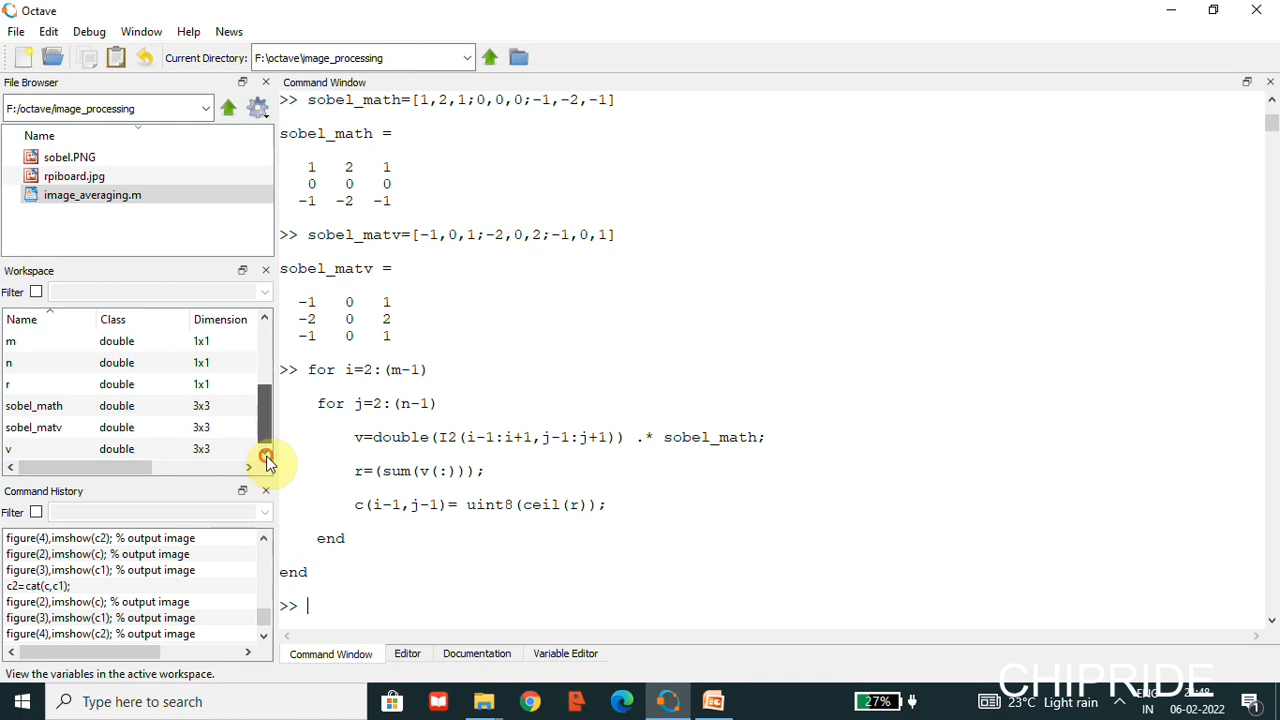 Octave
File Edit Debug Window Help News
Current Directory: F:\octave\image_processing
File Browser
F:/octave/image_processing
Name
sobel.PNG
rpiboard.jpg
image_averaging.m
Workspace
Filter
Name Class Dimension
m double 1x1
n double 1x1
r double 1x1
sobel_math double 3x3
sobel_matv double 3x3
v double 3x3
Command History
Filter
figure(4),imshow(c2); % output image
figure(2),imshow(c); % output image
figure(3),imshow(c1); % output image
c2=cat(c,c1);
figure(2),imshow(c); % output image
figure(3),imshow(c1); % output image
figure(4),imshow(c2); % output image
View the variables in the active workspace.
Command Window
>> sobel_math=[1,2,1;0,0,0;-1,-2,-1]
sobel_math =
1 2 1
0 0 0
-1 -2 -1
>> sobel_matv=[-1,0,1;-2,0,2;-1,0,1]
sobel_matv =
-1 0 1
-2 0 2
-1 0 1
>> for i=2:(m-1)
for j=2:(n-1)
v=double(I2(i-1:i+1,j-1:j+1)) .* sobel_math;
r=(sum(v(:)));
c(i-1,j-1)= uint8(ceil(r));
end
end
>>
Command Window Editor Documentation Variable Editor
CHIPRIDE
Type here to search
27%
23°C Light rain
ENG
IN
06-02-2022
1